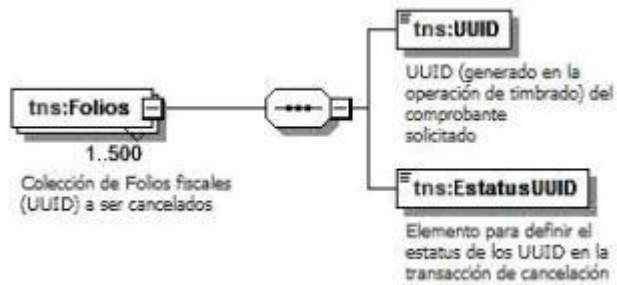 tns:UUID
UUID (generado en la
operación de timbrado) del
comprobante
solicitado
tns:Folios
1..500
Colección de Folios fiscales
(UUID) a ser cancelados
tns:EstatusUUID
Elemento para definir el
estatus de los UUID en la
transacción de cancelación